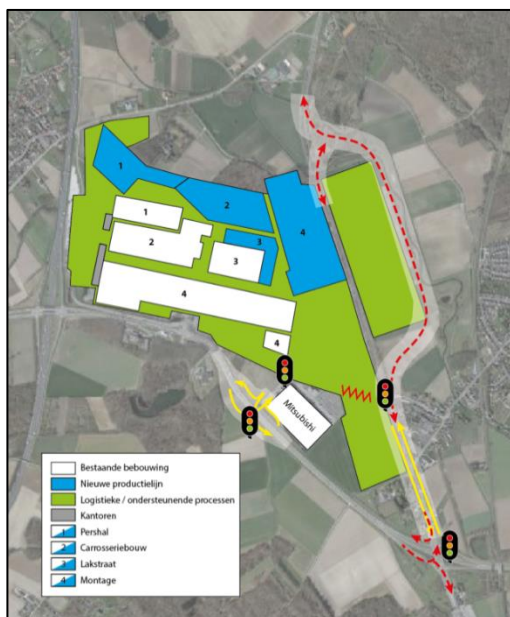 1
2
4
1
2
3
3
4
4
Mitsubishi
Bestaande bebouwing
Nieuwe productielijn
Logistieke / ondersteunende processen
Kantoren
1 Pershal
2 Carrosseriebouw
3 Lakstraat
4 Montage